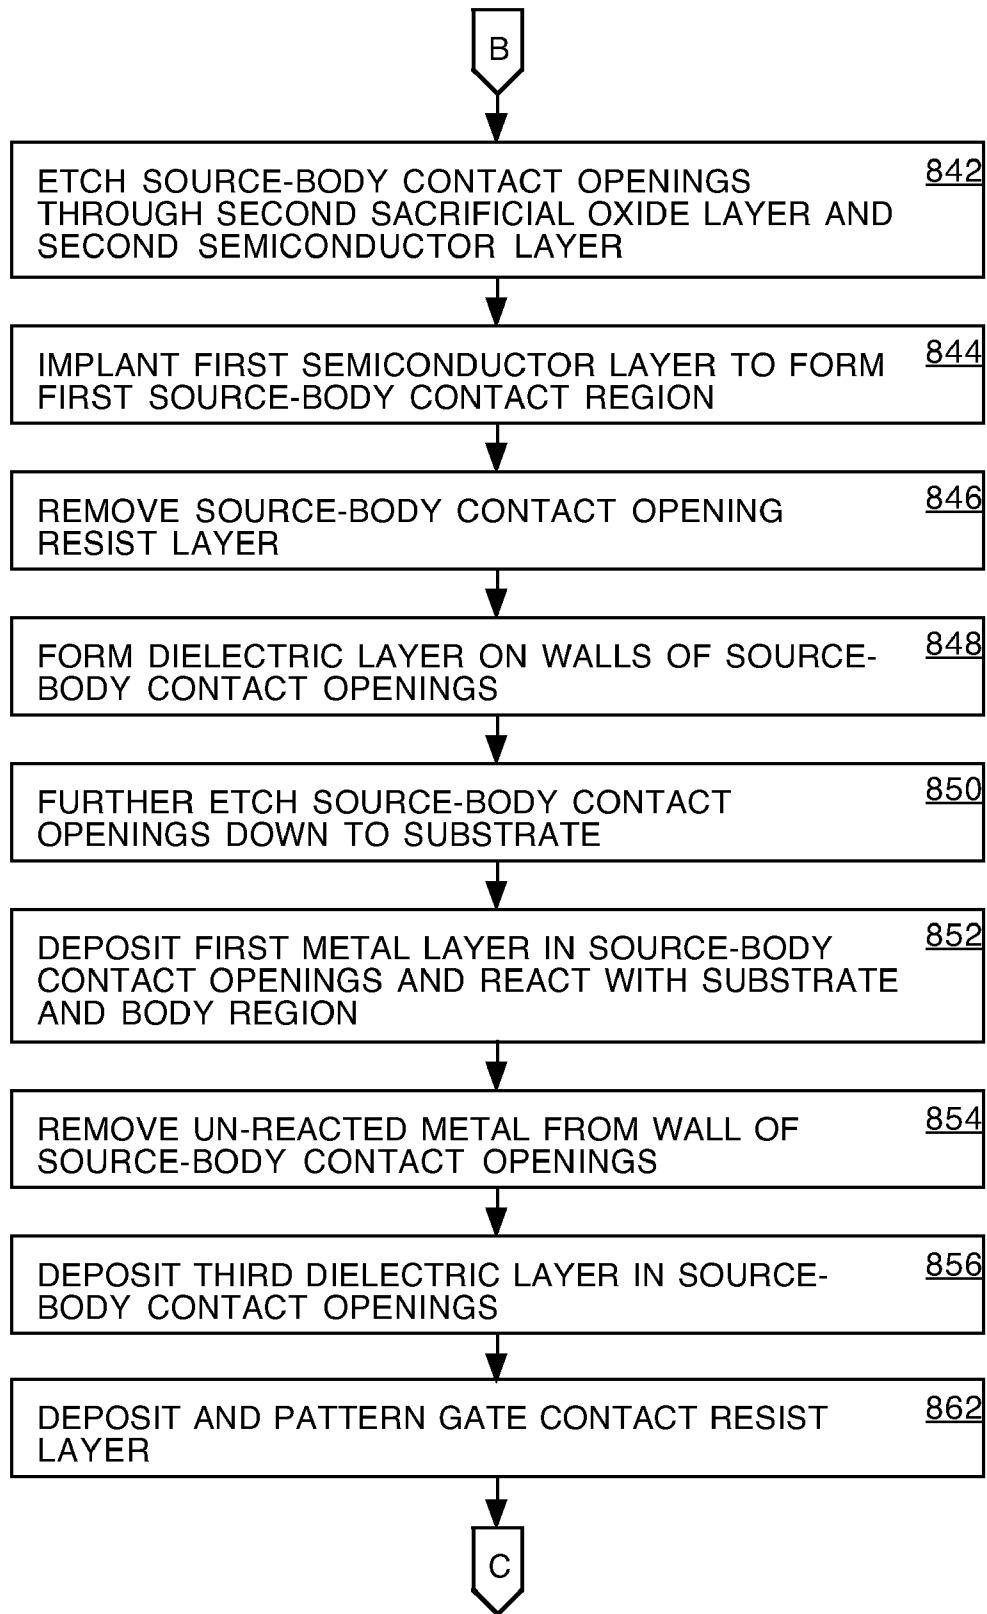 B
842
ETCH SOURCE-BODY CONTACT OPENINGS
THROUGH SECOND SACRIFICIAL OXIDE LAYER AND
SECOND SEMICONDUCTOR LAYER
844
IMPLANT FIRST SEMICONDUCTOR LAYER TO FORM
FIRST SOURCE-BODY CONTACT REGION
846
REMOVE SOURCE-BODY CONTACT OPENING
RESIST LAYER
848
FORM DIELECTRIC LAYER ON WALLS OF SOURCE-
BODY CONTACT OPENINGS
850
FURTHER ETCH SOURCE-BODY CONTACT
OPENINGS DOWN TO SUBSTRATE
852
DEPOSIT FIRST METAL LAYER IN SOURCE-BODY
CONTACT OPENINGS AND REACT WITH SUBSTRATE
AND BODY REGION
854
REMOVE UN-REACTED METAL FROM WALL OF
SOURCE-BODY CONTACT OPENINGS
856
DEPOSIT THIRD DIELECTRIC LAYER IN SOURCE-
BODY CONTACT OPENINGS
862
DEPOSIT AND PATTERN GATE CONTACT RESIST
LAYER
C